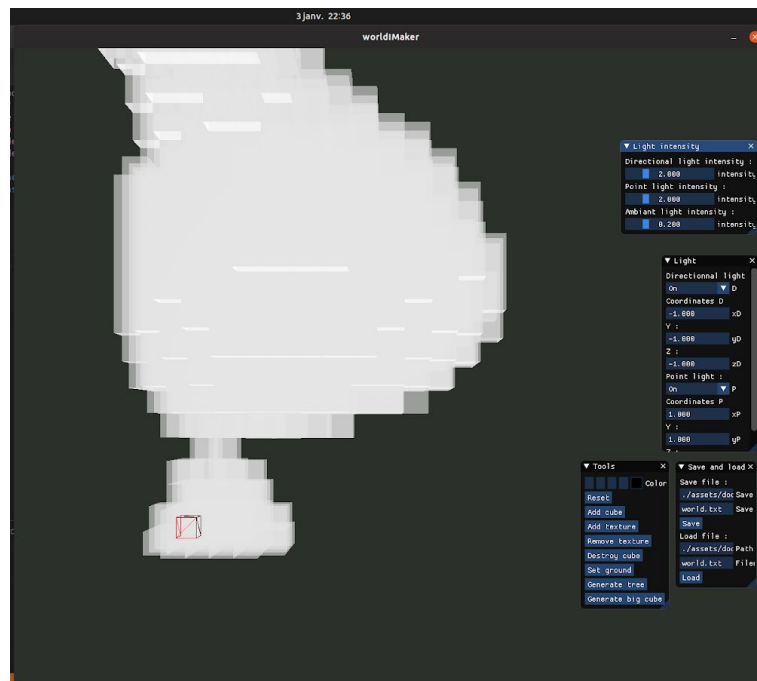 3 janv. 22:36
worldIMaker
▼ Light intensity ×
Directional light intensity :
2.000 intensity
Point light intensity :
2.000 intensity
Ambiant light intensity :
0.200 intensity
▼ Light ×
Directionnal light
On ▼ D
Coordinates D
-1.000 xD
Y :
-1.000 yD
Z :
-1.000 zD
Point light :
On ▼ P
Coordinates P
1.000 xP
Y :
1.000 yP
▼ Tools ×
Color
Reset
Add cube
Add texture
Remove texture
Destroy cube
Set ground
Generate tree
Generate big cube
▼ Save and load ×
Save file :
./assets/doc Save
world.txt Save
Save
Load file :
./assets/doc Path
world.txt File
Load